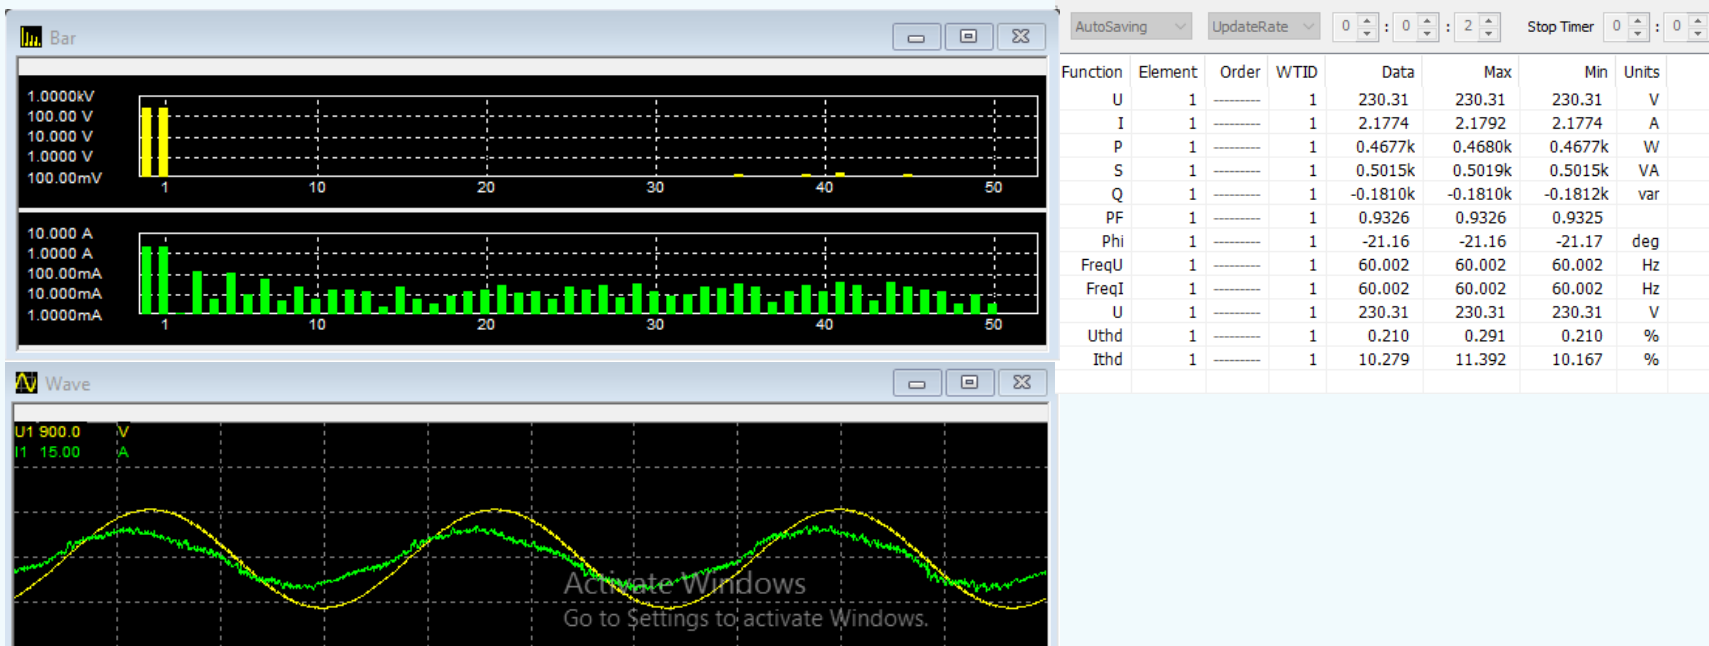 Bar
1.0000kV
100.00 V
10.000 V
1.0000 V
100.00mV
1 10 20 30 40 50
10.000 A
1.0000 A
100.00mA
10.000mA
1.0000mA
1 10 20 30 40 50
Wave
U1 900.0 V
I1 15.00 A
Activate Windows
Go to Settings to activate Windows.
AutoSaving UpdateRate 0 : 0 : 2 Stop Timer 0 : 0
Function Element Order WTID Data Max Min Units
U 1 --------- 1 230.31 230.31 230.31 V
I 1 --------- 1 2.1774 2.1792 2.1774 A
P 1 --------- 1 0.4677k 0.4680k 0.4677k W
S 1 --------- 1 0.5015k 0.5019k 0.5015k VA
Q 1 --------- 1 -0.1810k -0.1810k -0.1812k var
PF 1 --------- 1 0.9326 0.9326 0.9325
Phi 1 --------- 1 -21.16 -21.16 -21.17 deg
FreqU 1 --------- 1 60.002 60.002 60.002 Hz
FreqI 1 --------- 1 60.002 60.002 60.002 Hz
U 1 --------- 1 230.31 230.31 230.31 V
Uthd 1 --------- 1 0.210 0.291 0.210 %
Ithd 1 --------- 1 10.279 11.392 10.167 %